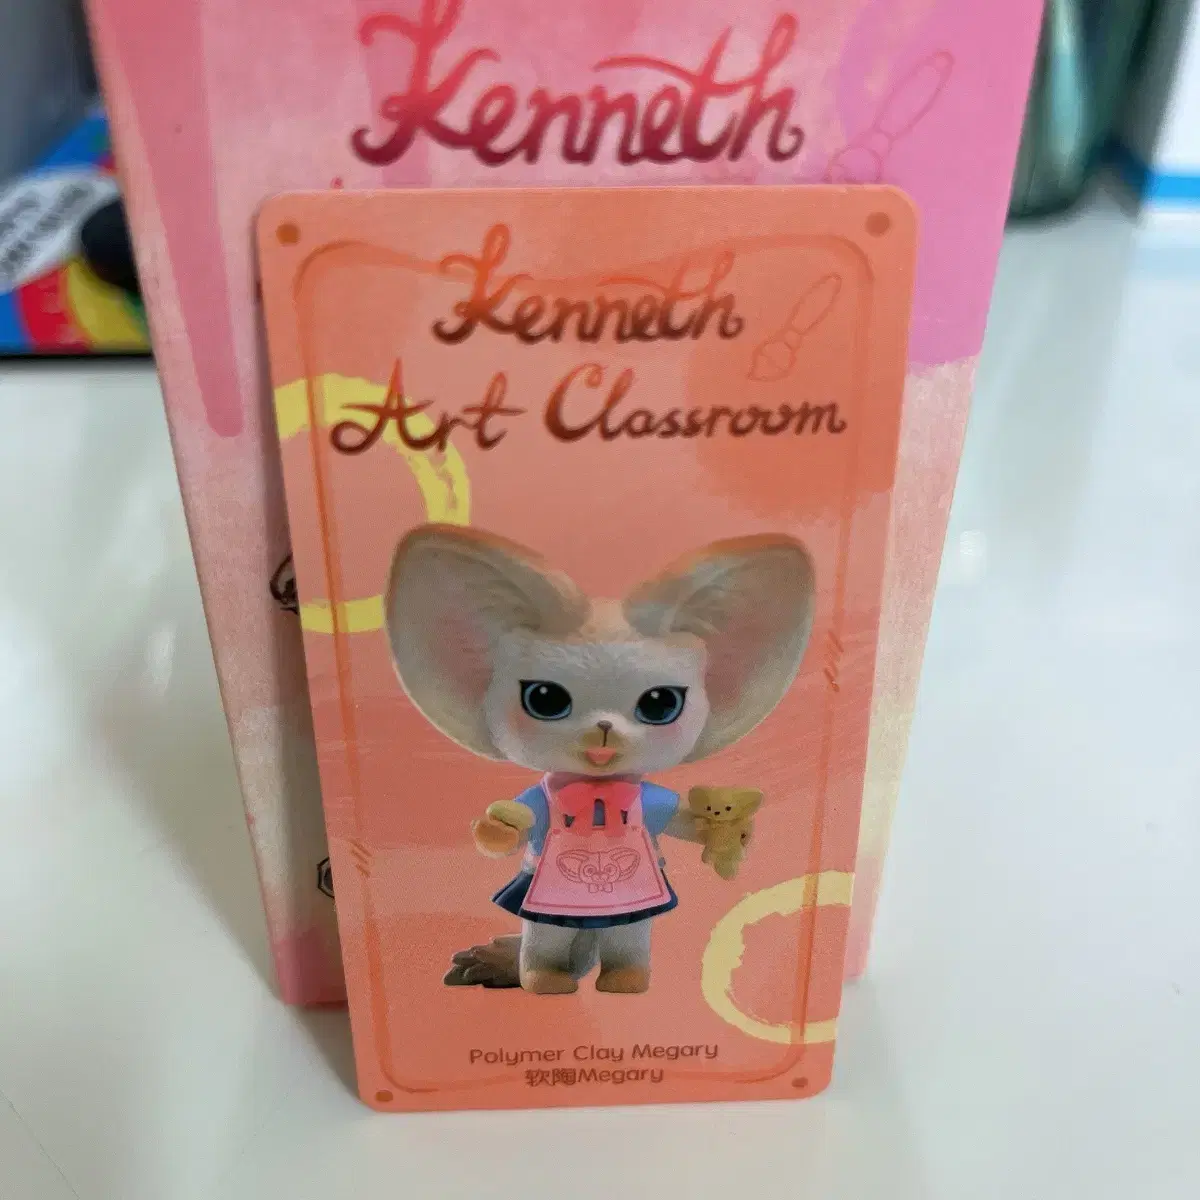 Kenneth
Kenneth
Art Classroom
Polymer Clay Megary
软陶Megary